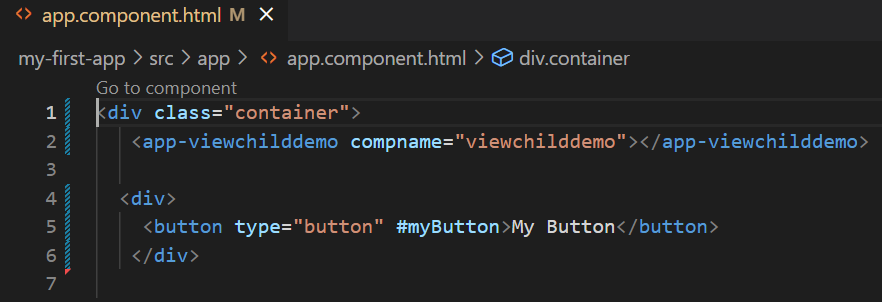 app.component.html M
my-first-app > src > app > app.component.html > div.container
Go to component
1 <div class="container">
2 <app-viewchilddemo compname="viewchilddemo"></app-viewchilddemo>
3
4 <div>
5 <button type="button" #myButton>My Button</button>
6 </div>
7